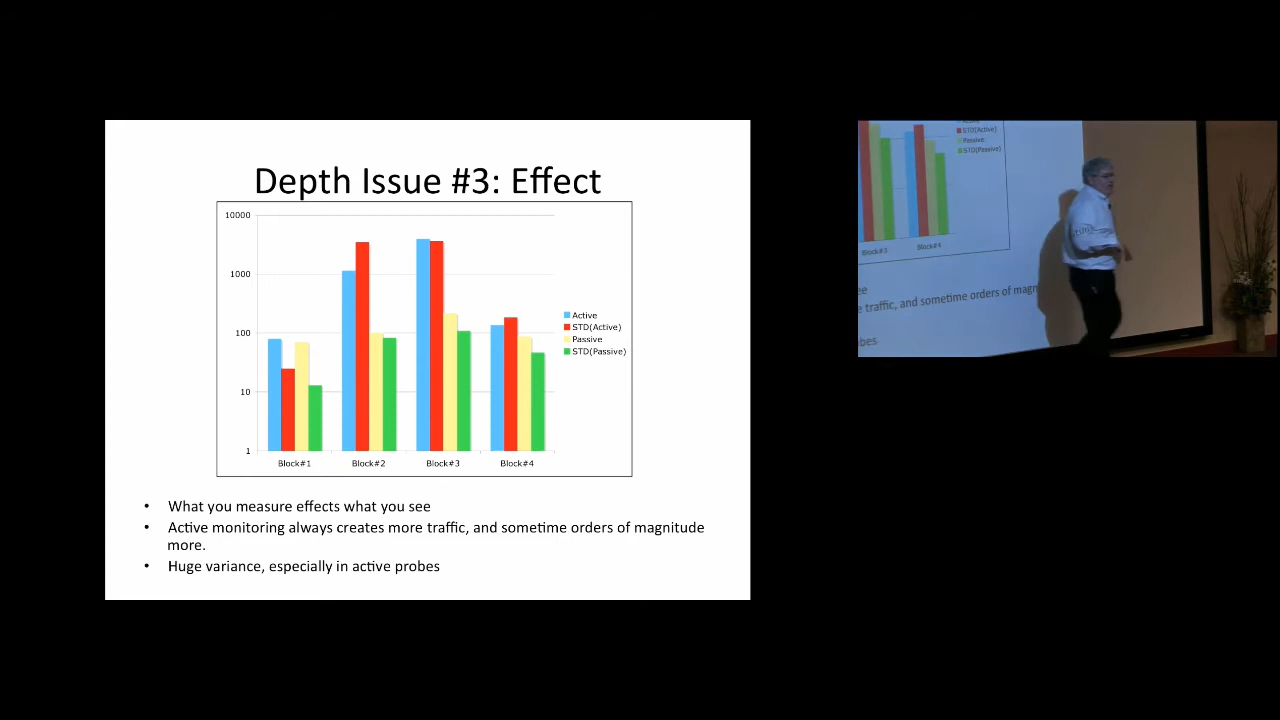 Depth Issue #3: Effect
10000
1000
100
10
1
Block#1 Block#2 Block#3 Block#4
Active
STD(Active)
Passive
STD(Passive)
• What you measure effects what you see
• Active monitoring always creates more traffic, and sometime orders of magnitude
more.
• Huge variance, especially in active probes
STD(Active)
Passive
STD(Passive)
Block#3 Block#4
traffic, and sometime orders of magn